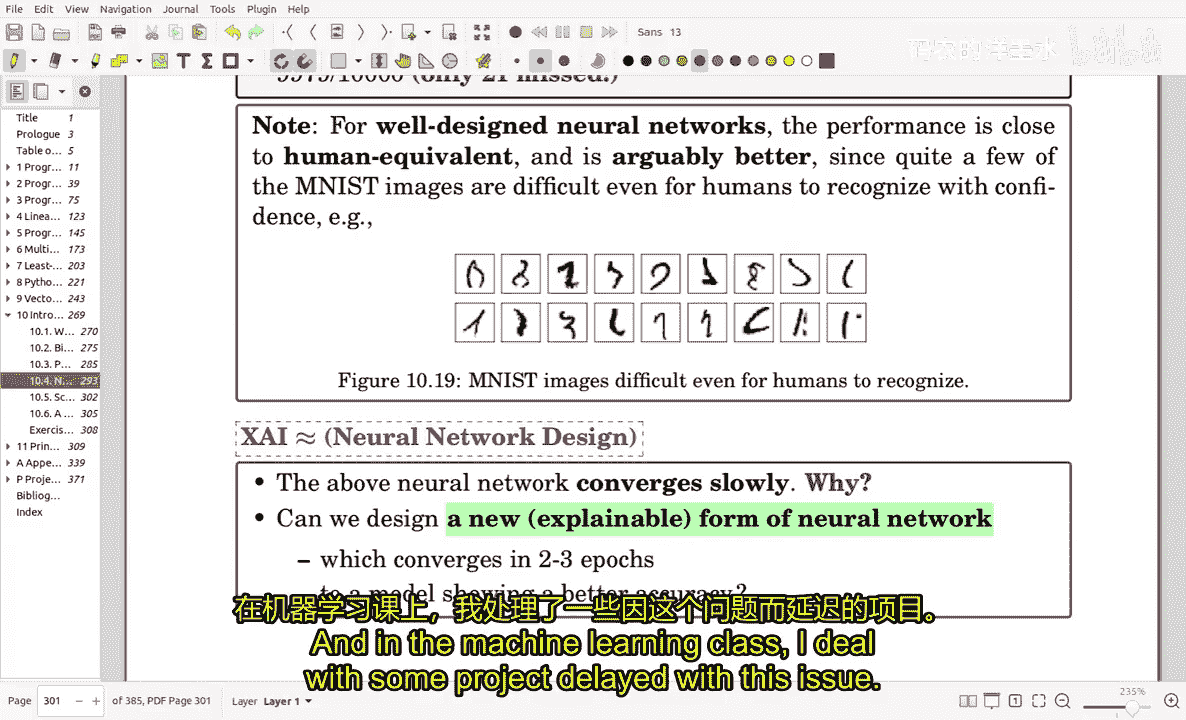 File Edit View Navigation Journal Tools Plugin Help
Sans 13
Title 1
Prologue 3
Table o... 5
1 Progr... 11
2 Progr... 39
3 Progr... 75
4 Linea... 123
5 Progr... 145
6 Multi... 173
7 Least-... 203
8 Pytho... 221
9 Vecto... 243
10 Intro... 269
10.1. W... 270
10.2. Bi... 275
10.3. P... 285
10.4. N... 293
10.5. Sc... 302
10.6. A ... 305
Exercis... 308
11 Prin... 309
A Appe... 339
P Proje... 371
Bibliog...
Index
9979/10000 (only 21 missed.)
Note: For well-designed neural networks, the performance is close
to human-equivalent, and is arguably better, since quite a few of
the MNIST images are difficult even for humans to recognize with confi-
dence, e.g.,
Figure 10.19: MNIST images difficult even for humans to recognize.
XAI ≈ (Neural Network Design)
• The above neural network converges slowly. Why?
• Can we design a new (explainable) form of neural network
– which converges in 2-3 epochs
to a model showing a better accuracy?
在机器学习课上，我处理了一些因这个问题而延迟的项目。
And in the machine learning class, I deal
with some project delayed with this issue.
Page 301 of 385, PDF Page 301 Layer Layer 1 235%